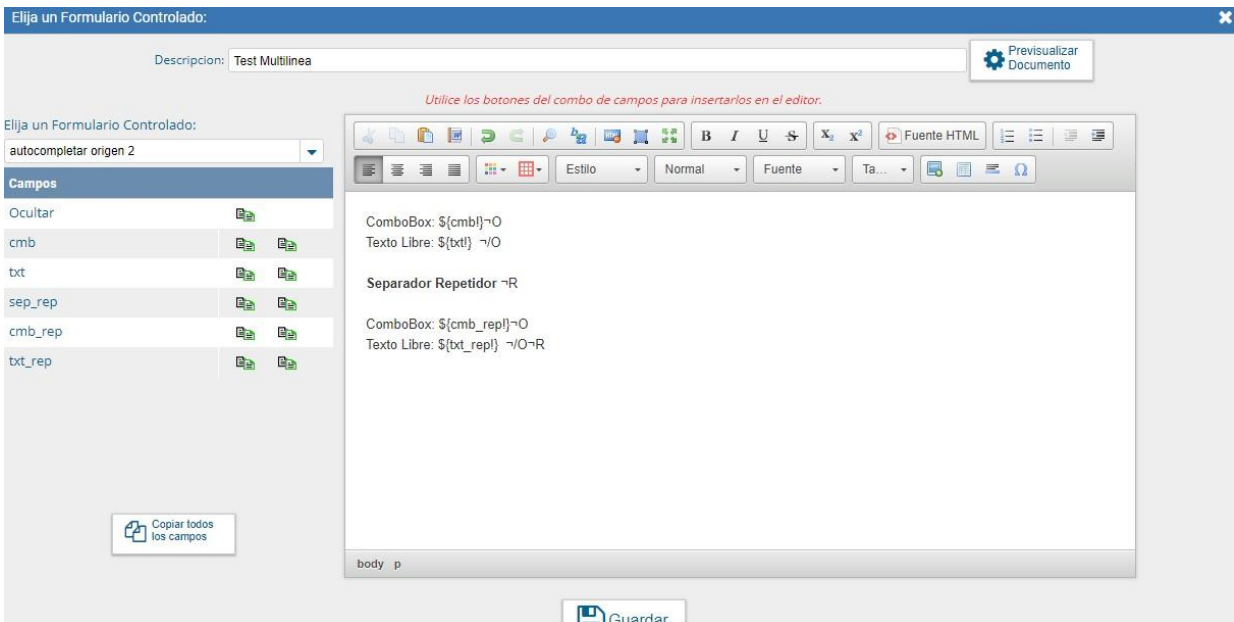 Elija un Formulario Controlado:
Descripcion: Test Multilinea
Previsualizar
Documento
Utilice los botones del combo de campos para insertarlos en el editor.
Elija un Formulario Controlado:
autocompletar origen 2
Campos
Ocultar
cmb
txt
sep_rep
cmb_rep
txt_rep
Copiar todos
los campos
B I U S X₂ X² Fuente HTML
Estilo Normal Fuente Ta... Ω
ComboBox: ${cmb!}¬O
Texto Libre: ${txt!} ¬/O
Separador Repetidor ¬R
ComboBox: ${cmb_rep!}¬O
Texto Libre: ${txt_rep!} ¬/O¬R
body p
Guardar